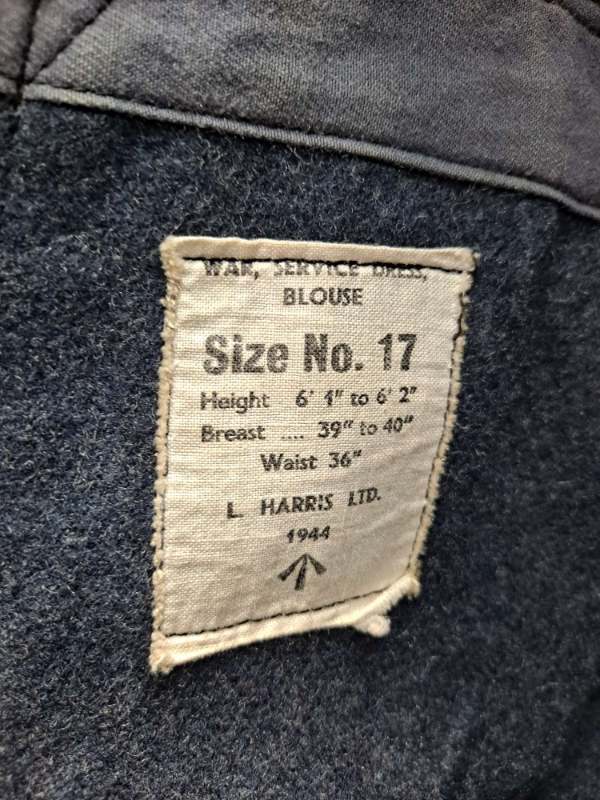 WAR, SERVICE DRESS,
BLOUSE
Size No. 17
Height 6' 1" to 6' 2"
Breast .... 39" to 40"
Waist 36"
L. HARRIS LTD.
1944